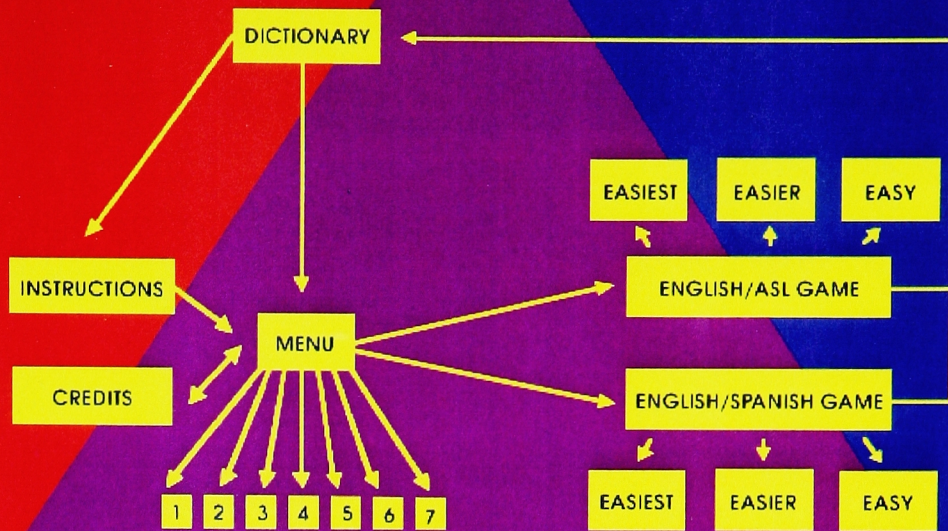 DICTIONARY
EASIEST EASIER EASY
INSTRUCTIONS
ENGLISH/ASL GAME
MENU
CREDITS
ENGLISH/SPANISH GAME
EASIEST EASIER EASY
1 2 3 4 5 6 7